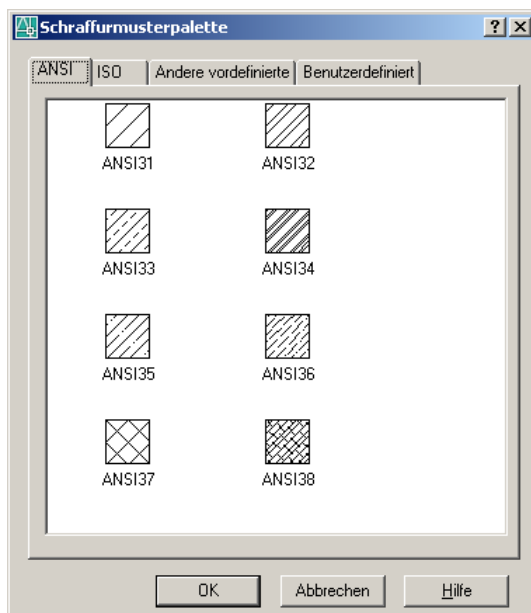 Schraffurmusterpalette
ANSI ISO Andere vordefinierte Benutzerdefiniert
ANSI31 ANSI32
ANSI33 ANSI34
ANSI35 ANSI36
ANSI37 ANSI38
OK Abbrechen Hilfe